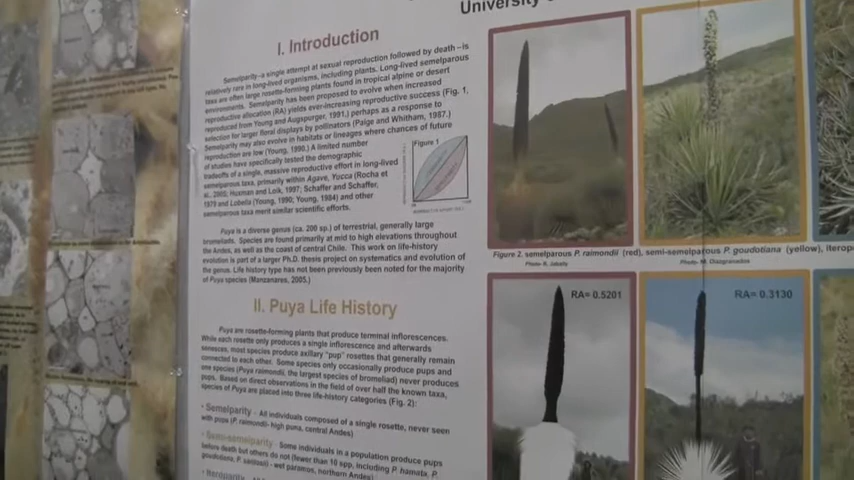 University
I. Introduction
Semelparity -a single attempt at sexual reproduction followed by death -is
relatively rare in long-lived organisms, including plants. Long-lived semelparous
taxa are often large rosette-forming plants found in tropical alpine or desert
environments. Semelparity has been proposed to evolve when increased
reproductive allocation (RA) yields ever-increasing reproductive success (Fig. 1,
reproduced from Young and Augspurger, 1991.) perhaps as a response to
selection for larger floral displays by pollinators (Paige and Whitham, 1987.)
Semelparity may also evolve in habitats or lineages where chances of future
reproduction are low (Young, 1990.) A limited number
of studies have specifically tested the demographic
tradeoffs of a single, massive reproductive effort in long-lived
semelparous taxa, primarily within Agave, Yucca (Rocha et
al., 2005; Huxman and Loik, 1997; Schaffer and Schaffer,
1979 and Lobelia (Young, 1990; Young, 1984) and other
semelparous taxa merit similar scientific efforts.
Figure 1
Puya is a diverse genus (ca. 200 sp.) of terrestrial, generally large
bromeliads. Species are found primarily at mid to high elevations throughout
the Andes, as well as the coast of central Chile. This work on life-history
evolution is part of a larger Ph.D. thesis project on systematics and evolution of
the genus. Life history type has not been previously been noted for the majority
of Puya species (Manzanares, 2005.)
II. Puya Life History
Puya are rosette-forming plants that produce terminal inflorescences.
While each rosette only produces a single inflorescence and afterwards
senesces, most species produce axillary "pup" rosettes that generally remain
connected to each other. Some species only occasionally produce pups and
one species (Puya raimondii, the largest species of bromeliad) never produces
pups. Based on direct observations in the field of over half the known taxa,
species of Puya are placed into three life-history categories (Fig. 2):
· Semelparity - All individuals composed of a single rosette, never seen
with pups (P. raimondii- high puna, central Andes)
· Semi-semelparity - Some individuals in a population produce pups
before death but others do not (fewer than 10 spp, including P. hamata, P.
goudotiana, P. - wet paramos, northern Andes)
· Iteroparity
Figure 2. semelparous P. raimondii (red), semi-semelparous P. goudotiana (yellow), iterop
Photo- R. Jabaily
Photo- M. Diazgranados
RA= 0.5201
RA= 0.3130